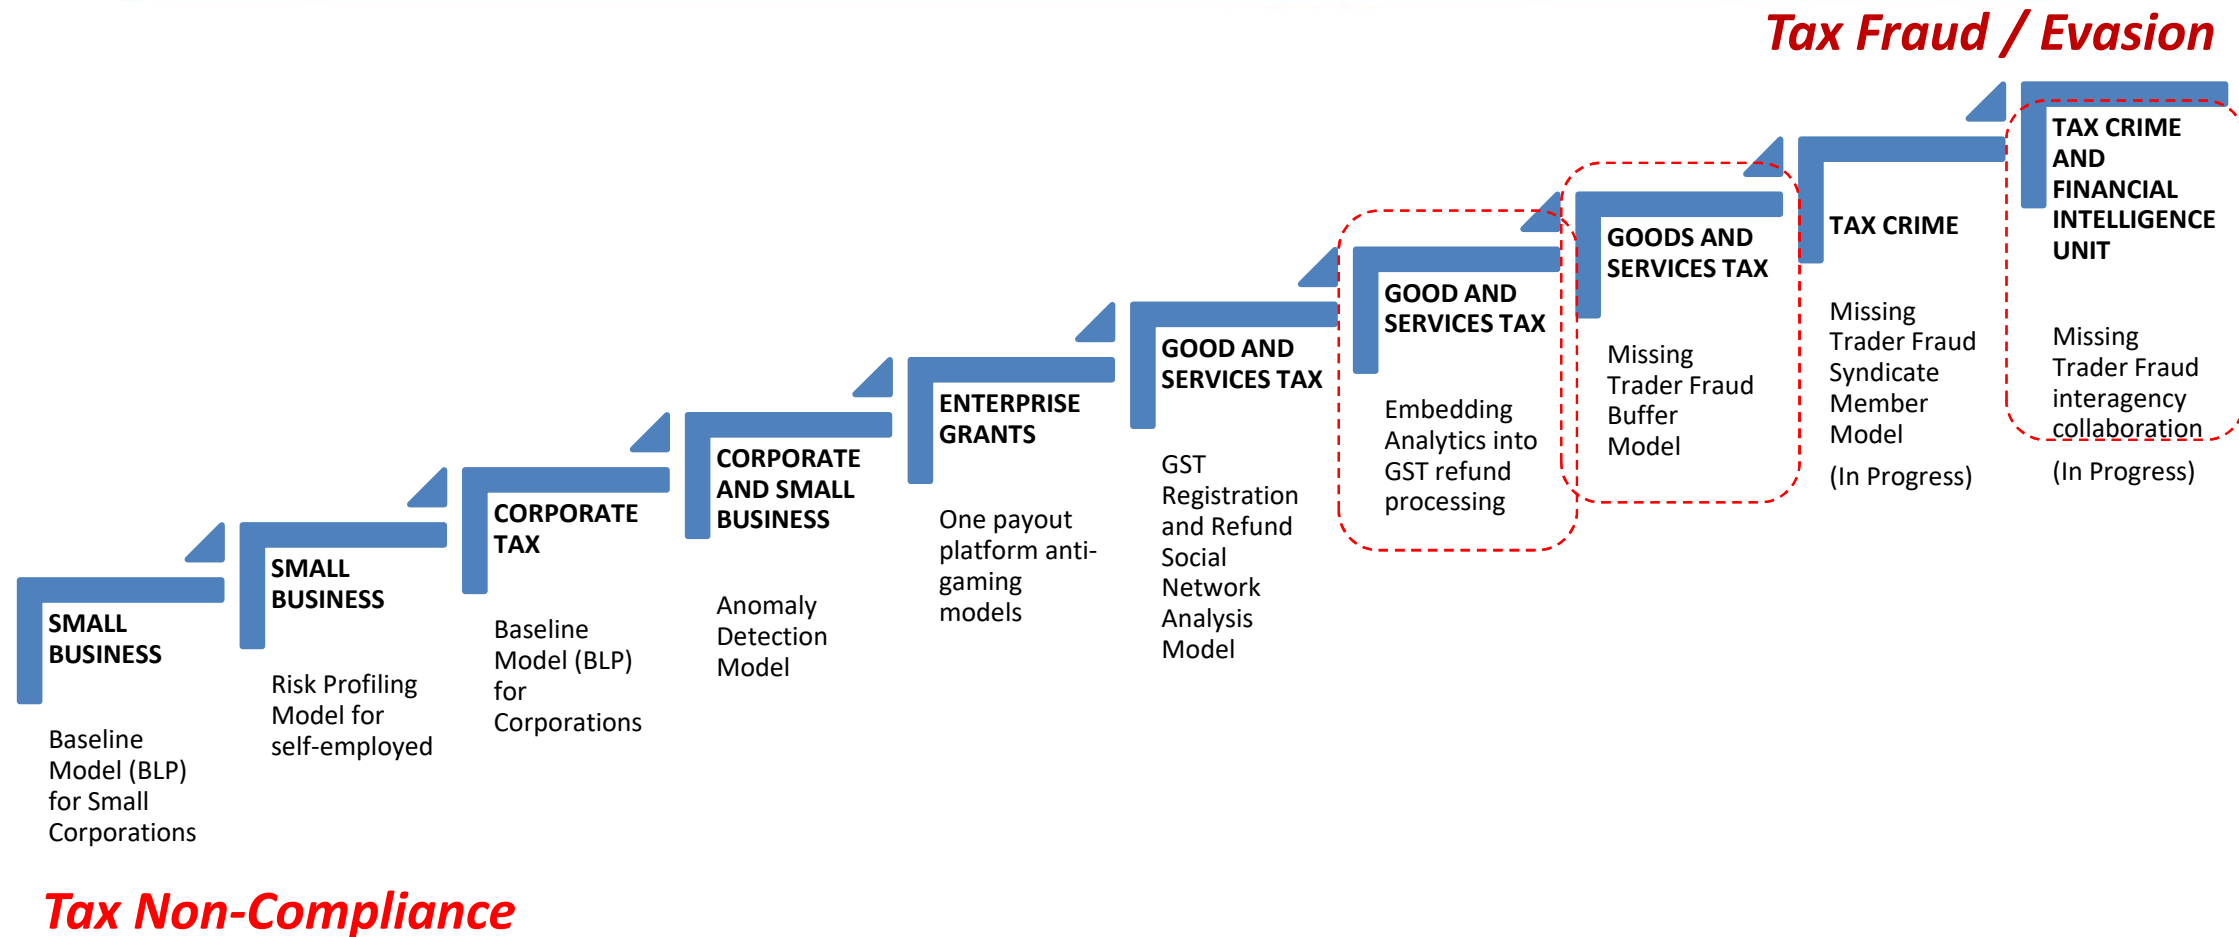 Tax Fraud / Evasion
SMALL
BUSINESS
Baseline
Model (BLP)
for Small
Corporations
SMALL
BUSINESS
Risk Profiling
Model for
self-employed
CORPORATE
TAX
Baseline
Model (BLP)
for
Corporations
CORPORATE
AND SMALL
BUSINESS
Anomaly
Detection
Model
ENTERPRISE
GRANTS
One payout
platform anti-
gaming
models
GOOD AND
SERVICES TAX
GST
Registration
and Refund
Social
Network
Analysis
Model
GOOD AND
SERVICES TAX
Embedding
Analytics into
GST refund
processing
GOODS AND
SERVICES TAX
Missing
Trader Fraud
Buffer
Model
TAX CRIME
Missing
Trader Fraud
Syndicate
Member
Model
(In Progress)
TAX CRIME
AND
FINANCIAL
INTELLIGENCE
UNIT
Missing
Trader Fraud
interagency
collaboration
(In Progress)
Tax Non-Compliance